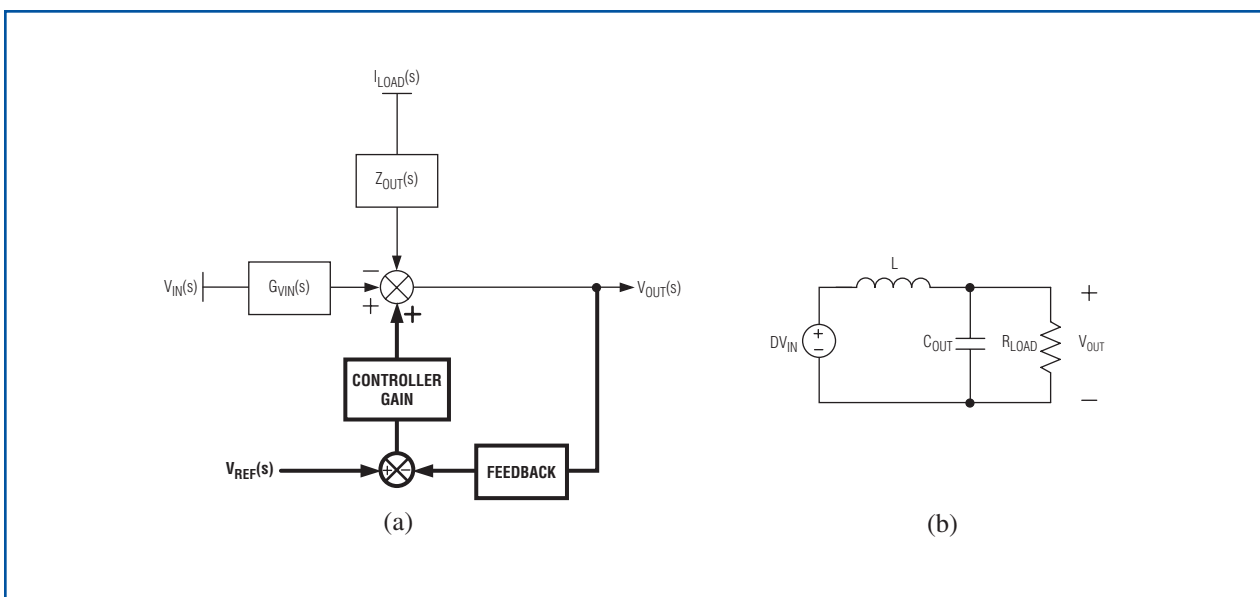 I_LOAD(s)
Z_OUT(s)
V_IN(s)
G_VIN(s)
−
+
+
V_OUT(s)
CONTROLLER
GAIN
V_REF(s)
+ −
FEEDBACK
(a)
L
DV_IN
+
−
C_OUT
R_LOAD
+
V_OUT
−
(b)